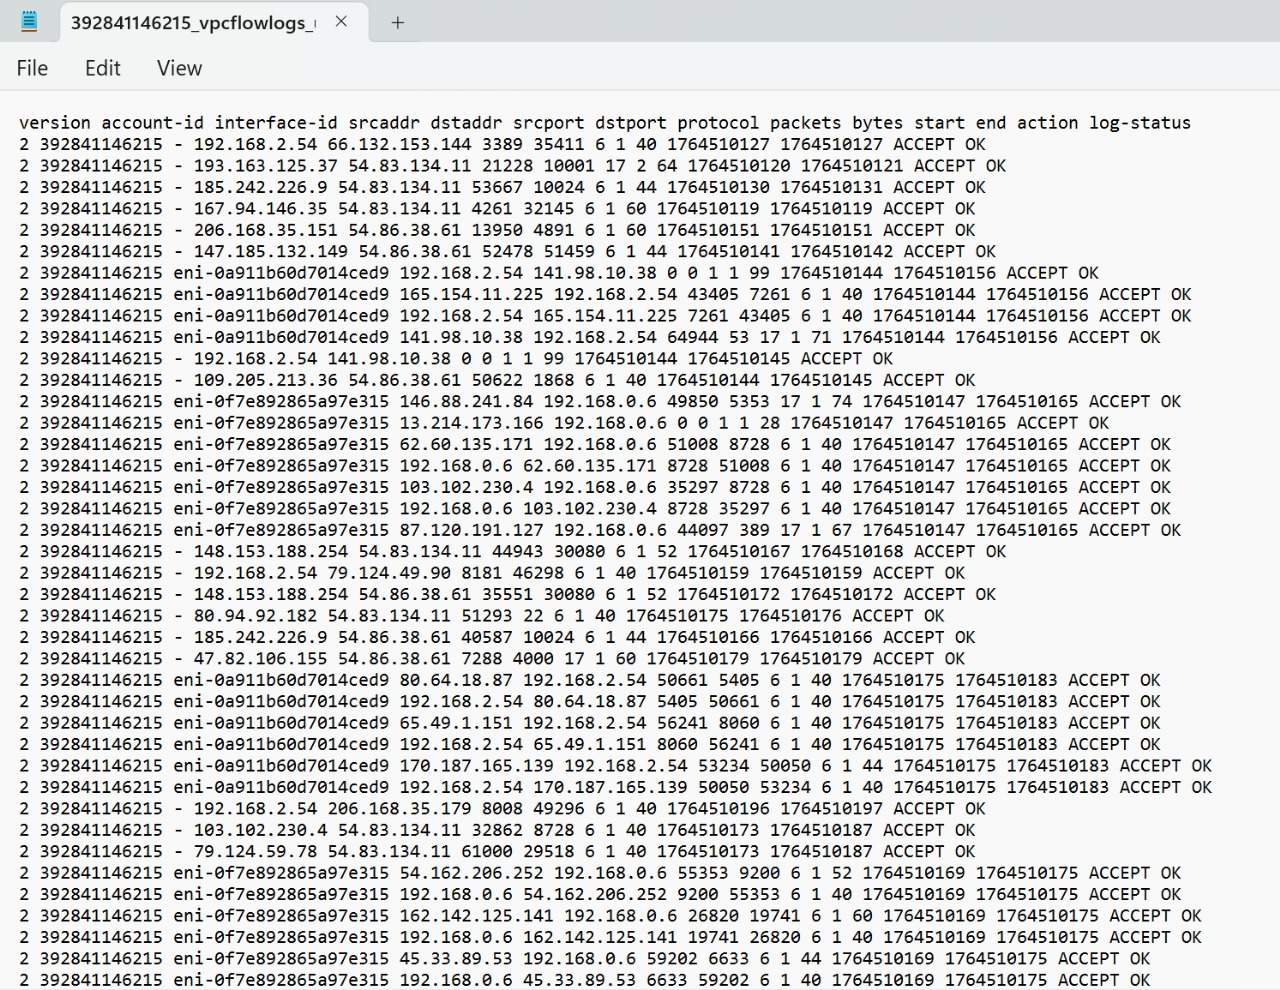 392841146215_vpcflowlogs_
File Edit View
version account-id interface-id srcaddr dstaddr srcport dstport protocol packets bytes start end action log-status
2 392841146215 - 192.168.2.54 66.132.153.144 3389 35411 6 1 40 1764510127 1764510127 ACCEPT OK
2 392841146215 - 193.163.125.37 54.83.134.11 21228 10001 17 2 64 1764510120 1764510121 ACCEPT OK
2 392841146215 - 185.242.226.9 54.83.134.11 53667 10024 6 1 44 1764510130 1764510131 ACCEPT OK
2 392841146215 - 167.94.146.35 54.83.134.11 4261 32145 6 1 60 1764510119 1764510119 ACCEPT OK
2 392841146215 - 206.168.35.151 54.86.38.61 13950 4891 6 1 60 1764510151 1764510151 ACCEPT OK
2 392841146215 - 147.185.132.149 54.86.38.61 52478 51459 6 1 44 1764510141 1764510142 ACCEPT OK
2 392841146215 eni-0a911b60d7014ced9 192.168.2.54 141.98.10.38 0 0 1 1 99 1764510144 1764510156 ACCEPT OK
2 392841146215 eni-0a911b60d7014ced9 165.154.11.225 192.168.2.54 43405 7261 6 1 40 1764510144 1764510156 ACCEPT OK
2 392841146215 eni-0a911b60d7014ced9 192.168.2.54 165.154.11.225 7261 43405 6 1 40 1764510144 1764510156 ACCEPT OK
2 392841146215 eni-0a911b60d7014ced9 141.98.10.38 192.168.2.54 64944 53 17 1 71 1764510144 1764510156 ACCEPT OK
2 392841146215 - 192.168.2.54 141.98.10.38 0 0 1 1 99 1764510144 1764510145 ACCEPT OK
2 392841146215 - 109.205.213.36 54.86.38.61 50622 1868 6 1 40 1764510144 1764510145 ACCEPT OK
2 392841146215 eni-0f7e892865a97e315 146.88.241.84 192.168.0.6 49850 5353 17 1 74 1764510147 1764510165 ACCEPT OK
2 392841146215 eni-0f7e892865a97e315 13.214.173.166 192.168.0.6 0 0 1 1 28 1764510147 1764510165 ACCEPT OK
2 392841146215 eni-0f7e892865a97e315 62.60.135.171 192.168.0.6 51008 8728 6 1 40 1764510147 1764510165 ACCEPT OK
2 392841146215 eni-0f7e892865a97e315 192.168.0.6 62.60.135.171 8728 51008 6 1 40 1764510147 1764510165 ACCEPT OK
2 392841146215 eni-0f7e892865a97e315 103.102.230.4 192.168.0.6 35297 8728 6 1 40 1764510147 1764510165 ACCEPT OK
2 392841146215 eni-0f7e892865a97e315 192.168.0.6 103.102.230.4 8728 35297 6 1 40 1764510147 1764510165 ACCEPT OK
2 392841146215 eni-0f7e892865a97e315 87.120.191.127 192.168.0.6 44097 389 17 1 67 1764510147 1764510165 ACCEPT OK
2 392841146215 - 148.153.188.254 54.83.134.11 44943 30080 6 1 52 1764510167 1764510168 ACCEPT OK
2 392841146215 - 192.168.2.54 79.124.49.90 8181 46298 6 1 40 1764510159 1764510159 ACCEPT OK
2 392841146215 - 148.153.188.254 54.86.38.61 35551 30080 6 1 52 1764510172 1764510172 ACCEPT OK
2 392841146215 - 80.94.92.182 54.83.134.11 51293 22 6 1 40 1764510175 1764510176 ACCEPT OK
2 392841146215 - 185.242.226.9 54.86.38.61 40587 10024 6 1 44 1764510166 1764510166 ACCEPT OK
2 392841146215 - 47.82.106.155 54.86.38.61 7288 4000 17 1 60 1764510179 1764510179 ACCEPT OK
2 392841146215 eni-0a911b60d7014ced9 80.64.18.87 192.168.2.54 50661 5405 6 1 40 1764510175 1764510183 ACCEPT OK
2 392841146215 eni-0a911b60d7014ced9 192.168.2.54 80.64.18.87 5405 50661 6 1 40 1764510175 1764510183 ACCEPT OK
2 392841146215 eni-0a911b60d7014ced9 65.49.1.151 192.168.2.54 56241 8060 6 1 40 1764510175 1764510183 ACCEPT OK
2 392841146215 eni-0a911b60d7014ced9 192.168.2.54 65.49.1.151 8060 56241 6 1 40 1764510175 1764510183 ACCEPT OK
2 392841146215 eni-0a911b60d7014ced9 170.187.165.139 192.168.2.54 53234 50050 6 1 44 1764510175 1764510183 ACCEPT OK
2 392841146215 eni-0a911b60d7014ced9 192.168.2.54 170.187.165.139 50050 53234 6 1 40 1764510175 1764510183 ACCEPT OK
2 392841146215 - 192.168.2.54 206.168.35.179 8008 49296 6 1 40 1764510196 1764510197 ACCEPT OK
2 392841146215 - 103.102.230.4 54.83.134.11 32862 8728 6 1 40 1764510173 1764510187 ACCEPT OK
2 392841146215 - 79.124.59.78 54.83.134.11 61000 29518 6 1 40 1764510173 1764510187 ACCEPT OK
2 392841146215 eni-0f7e892865a97e315 54.162.206.252 192.168.0.6 55353 9200 6 1 52 1764510169 1764510175 ACCEPT OK
2 392841146215 eni-0f7e892865a97e315 192.168.0.6 54.162.206.252 9200 55353 6 1 40 1764510169 1764510175 ACCEPT OK
2 392841146215 eni-0f7e892865a97e315 162.142.125.141 192.168.0.6 26820 19741 6 1 60 1764510169 1764510175 ACCEPT OK
2 392841146215 eni-0f7e892865a97e315 192.168.0.6 162.142.125.141 19741 26820 6 1 40 1764510169 1764510175 ACCEPT OK
2 392841146215 eni-0f7e892865a97e315 45.33.89.53 192.168.0.6 59202 6633 6 1 44 1764510169 1764510175 ACCEPT OK
2 392841146215 eni-0f7e892865a97e315 192.168.0.6 45.33.89.53 6633 59202 6 1 40 1764510169 1764510175 ACCEPT OK